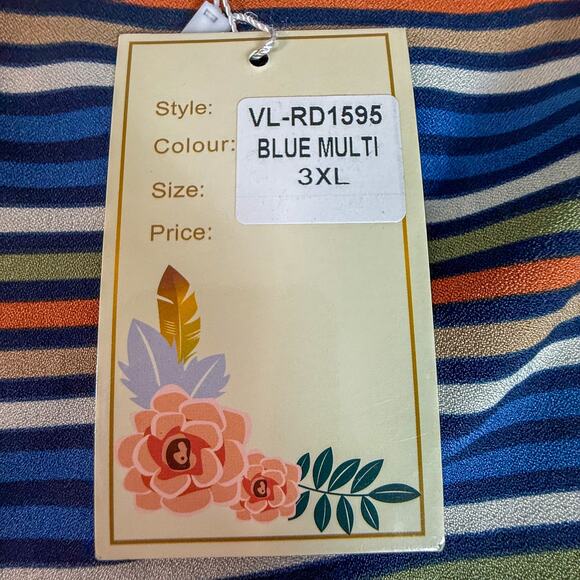 Style: VL-RD1595
Colour: BLUE MULTI
Size: 3XL
Price: